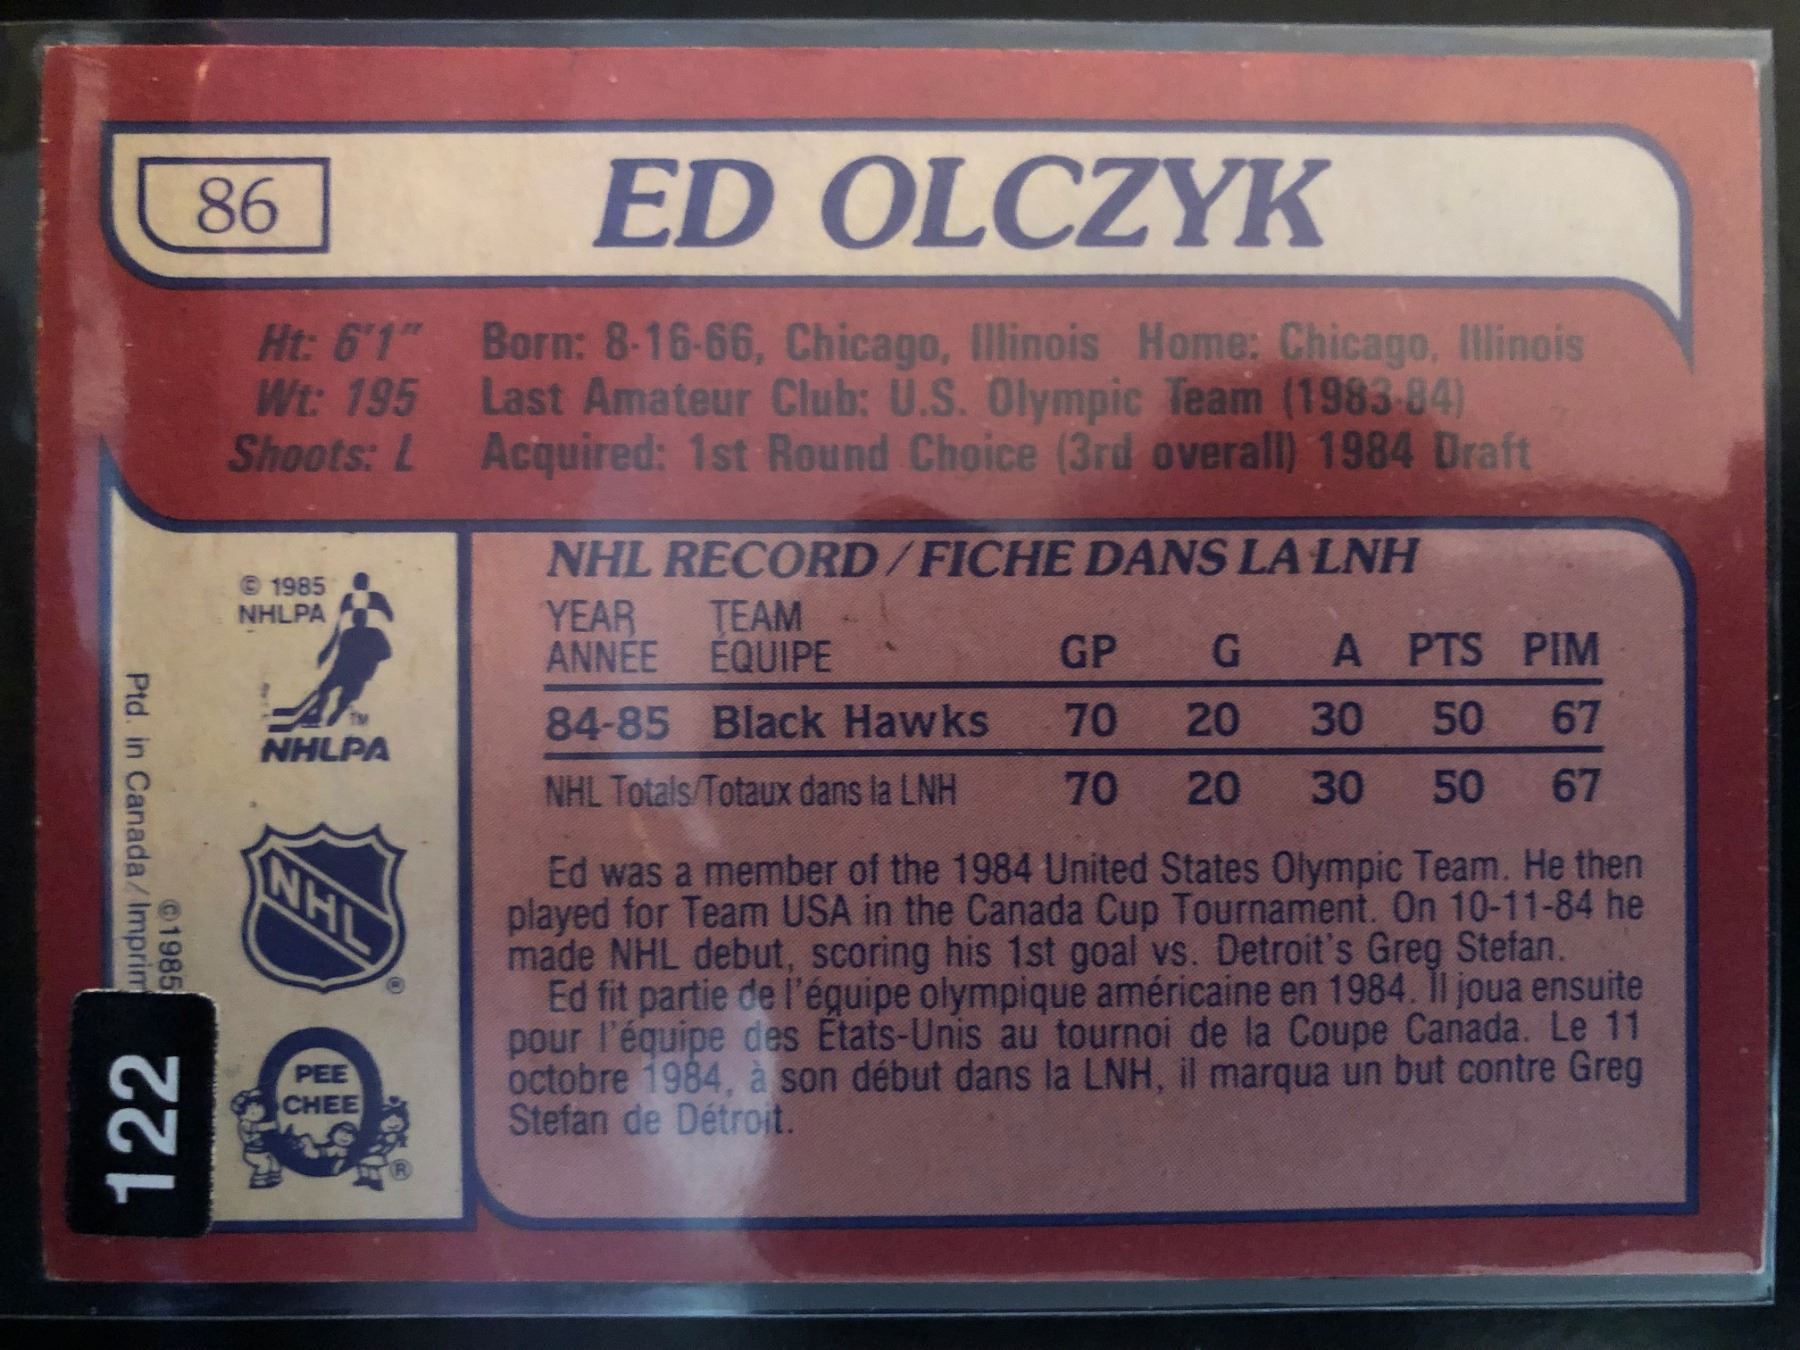 86
ED OLCZYK
Ht: 6'1" Born: 8-16-66, Chicago, Illinois Home: Chicago, Illinois
Wt: 195 Last Amateur Club: U.S. Olympic Team (1983-84)
Shoots: L Acquired: 1st Round Choice (3rd overall) 1984 Draft
© 1985
NHLPA
TM
NHLPA
NHL
®
PEE
CHEE
®
Ptd. in Canada/Imprim
©1985
122
NHL RECORD / FICHE DANS LA LNH
YEAR TEAM
ANNÉE ÉQUIPE GP G A PTS PIM
84-85 Black Hawks 70 20 30 50 67
NHL Totals/Totaux dans la LNH 70 20 30 50 67
Ed was a member of the 1984 United States Olympic Team. He then
played for Team USA in the Canada Cup Tournament. On 10-11-84 he
made NHL debut, scoring his 1st goal vs. Detroit's Greg Stefan.
Ed fit partie de l'équipe olympique américaine en 1984. Il joua ensuite
pour l'équipe des États-Unis au tournoi de la Coupe Canada. Le 11
octobre 1984, à son début dans la LNH, il marqua un but contre Greg
Stefan de Détroit.